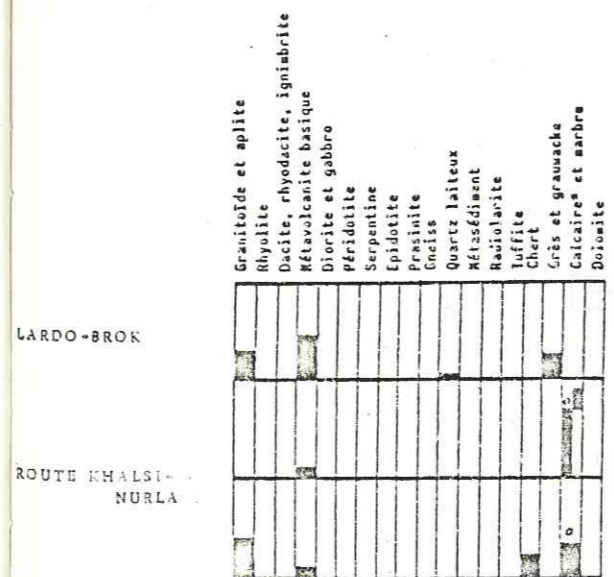 Granitoïde et aplite
Rhyolite
Dacite, rhyodacite, ignimbrite
Métavolcanite basique
Diorite et gabbro
Péridotite
Serpentine
Epidotite
Prasinite
Gneiss
Quartz laiteux
Métasédiment
Radiolarite
Tuffite
Chert
Grès et grauwacke
Calcaire* et marbre
Dolomite
LARDO-BROK
ROUTE KHALSI-
NURLA